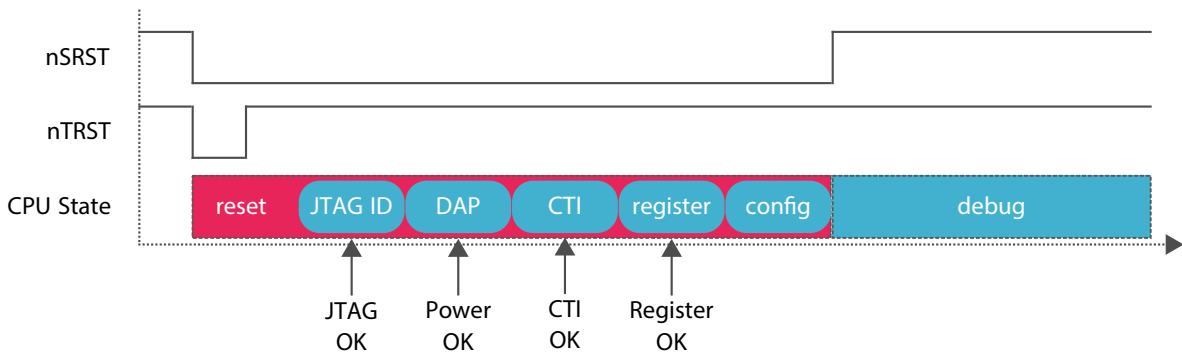 nSRST
nTRST
CPU State
reset
JTAG ID
DAP
CTI
register
config
debug
JTAG
OK
Power
OK
CTI
OK
Register
OK